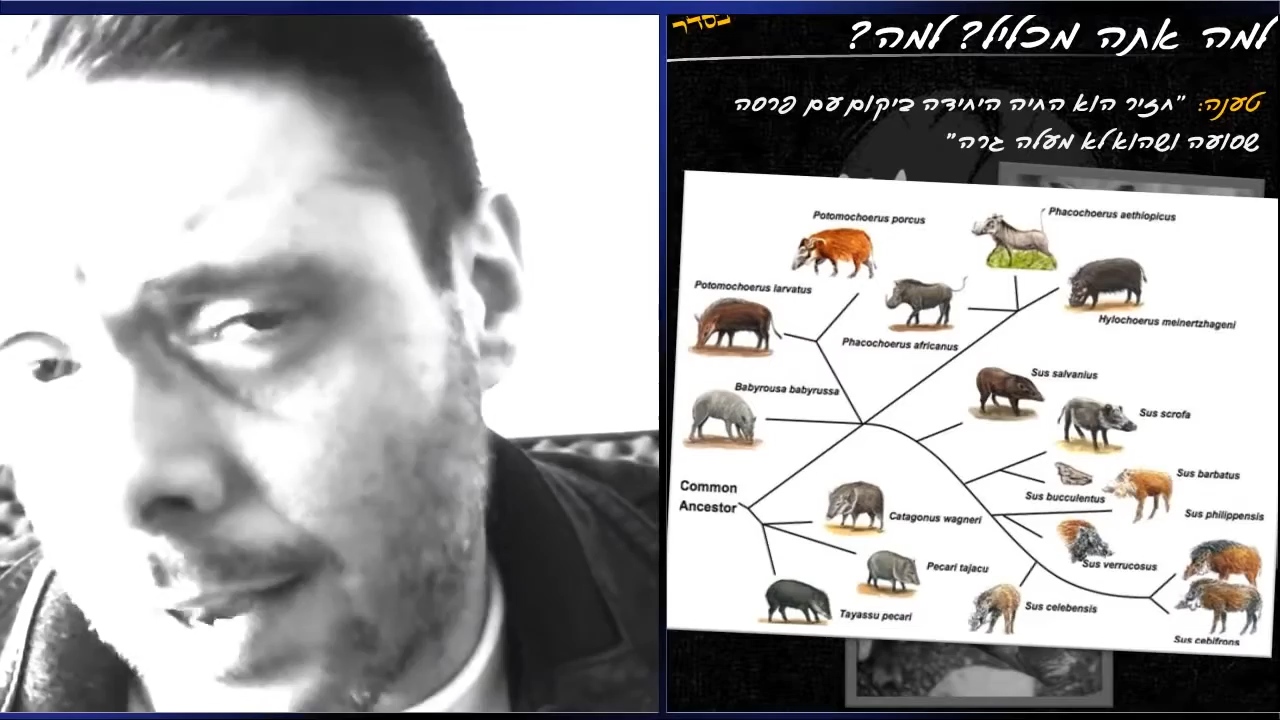 בסדר
למה אתה מכליל? למה?
טענה: "חזיר הוא החיה היחידה ביקום עם פרסה
שסועה ושהוא לא מעלה גרה"
Potomochoerus porcus
Phacochoerus aethiopicus
Potomochoerus larvatus
Hylochoerus meinertzhageni
Phacochoerus africanus
Sus salvanius
Babyrousa babyrussa
Sus scrofa
Sus barbatus
Common
Ancestor
Sus bucculentus
Catagonus wagneri
Sus philippensis
Pecari tajacu
Sus verrucosus
Tayassu pecari
Sus celebensis
Sus cebifrons